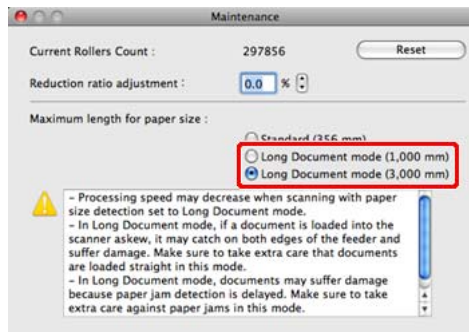 Maintenance
Current Rollers Count : 297856 Reset
Reduction ratio adjustment : 0.0 %
Maximum length for paper size :
Standard (356 mm)
Long Document mode (1,000 mm)
Long Document mode (3,000 mm)
- Processing speed may decrease when scanning with paper
size detection set to Long Document mode.
- In Long Document mode, if a document is loaded into the
scanner askew, it may catch on both edges of the feeder and
suffer damage. Make sure to take extra care that documents
are loaded straight in this mode.
- In Long Document mode, documents may suffer damage
because paper jam detection is delayed. Make sure to take
extra care against paper jams in this mode.